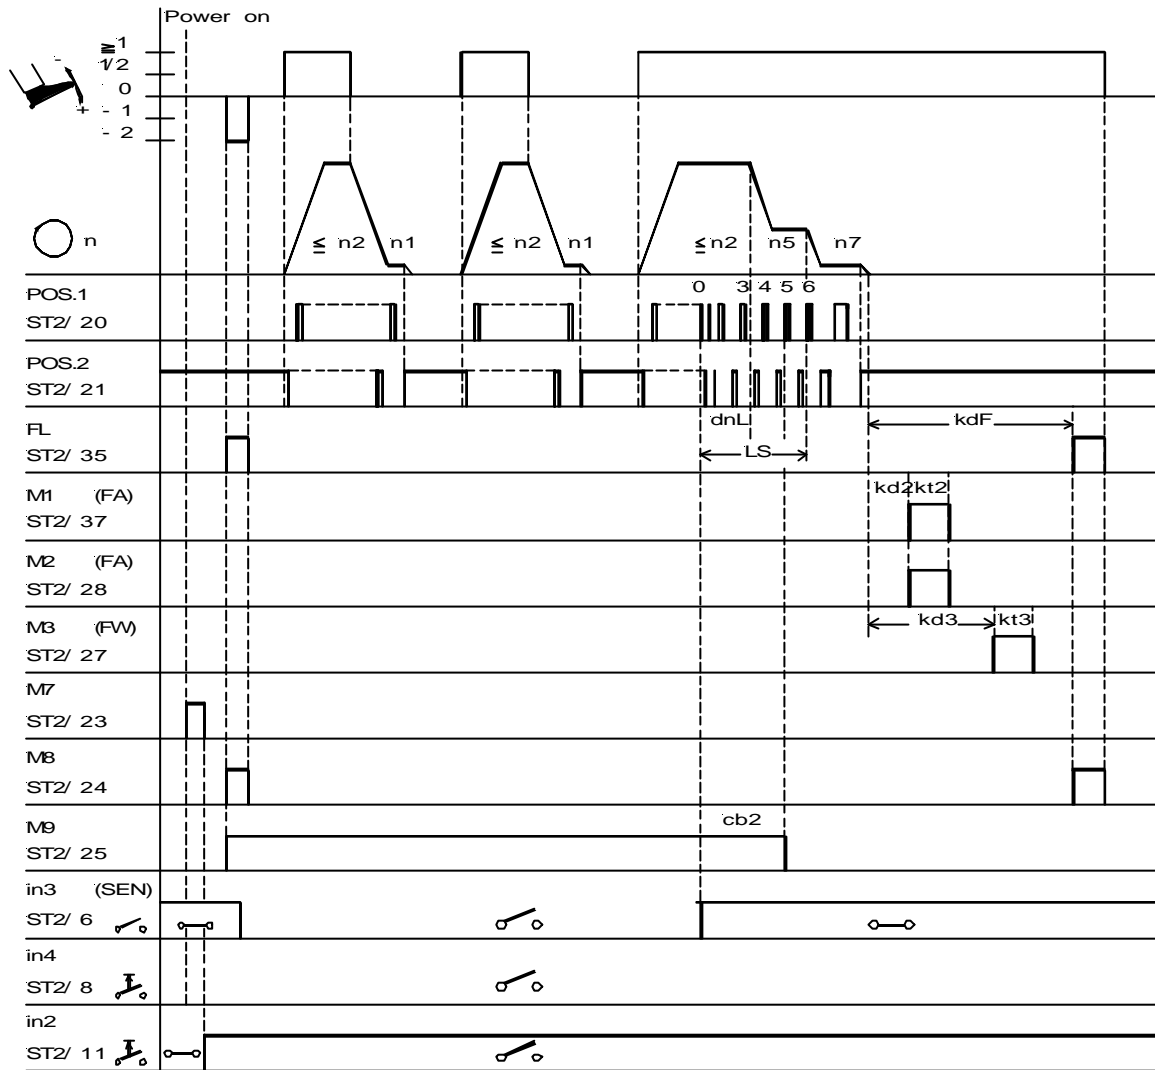 Power on
≧1
1/2
-
0
+ - 1
- 2
n
≤ n2 n1 ≤ n2 n1 ≤ n2 n5 n7
0 3 4 5 6
POS.1
ST2/ 20
POS.2
ST2/ 21
dnL
kdF
FL
ST2/ 35
LS
kd2 kt2
M1 (FA)
ST2/ 37
M2 (FA)
ST2/ 28
kd3 kt3
M3 (FW)
ST2/ 27
M7
ST2/ 23
M8
ST2/ 24
M9
cb2
ST2/ 25
in3 (SEN)
ST2/ 6
in4
ST2/ 8
in2
ST2/ 11